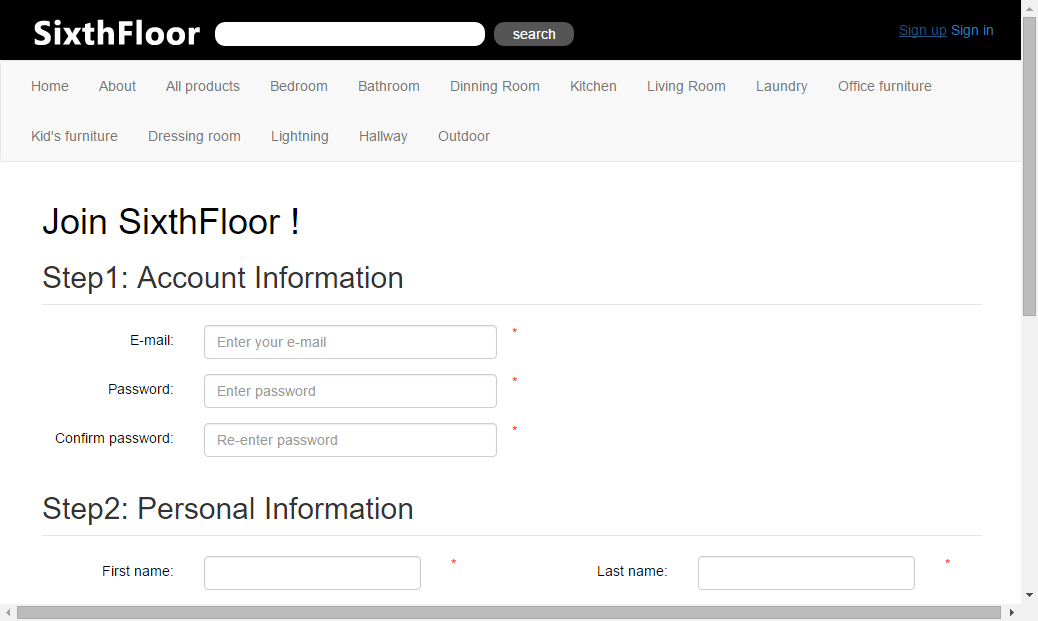 SixthFloor search Sign up Sign in
Home About All products Bedroom Bathroom Dinning Room Kitchen Living Room Laundry Office furniture
Kid's furniture Dressing room Lightning Hallway Outdoor
Join SixthFloor !
Step1: Account Information
E-mail: Enter your e-mail *
Password: Enter password *
Confirm password: Re-enter password *
Step2: Personal Information
First name: * Last name: *